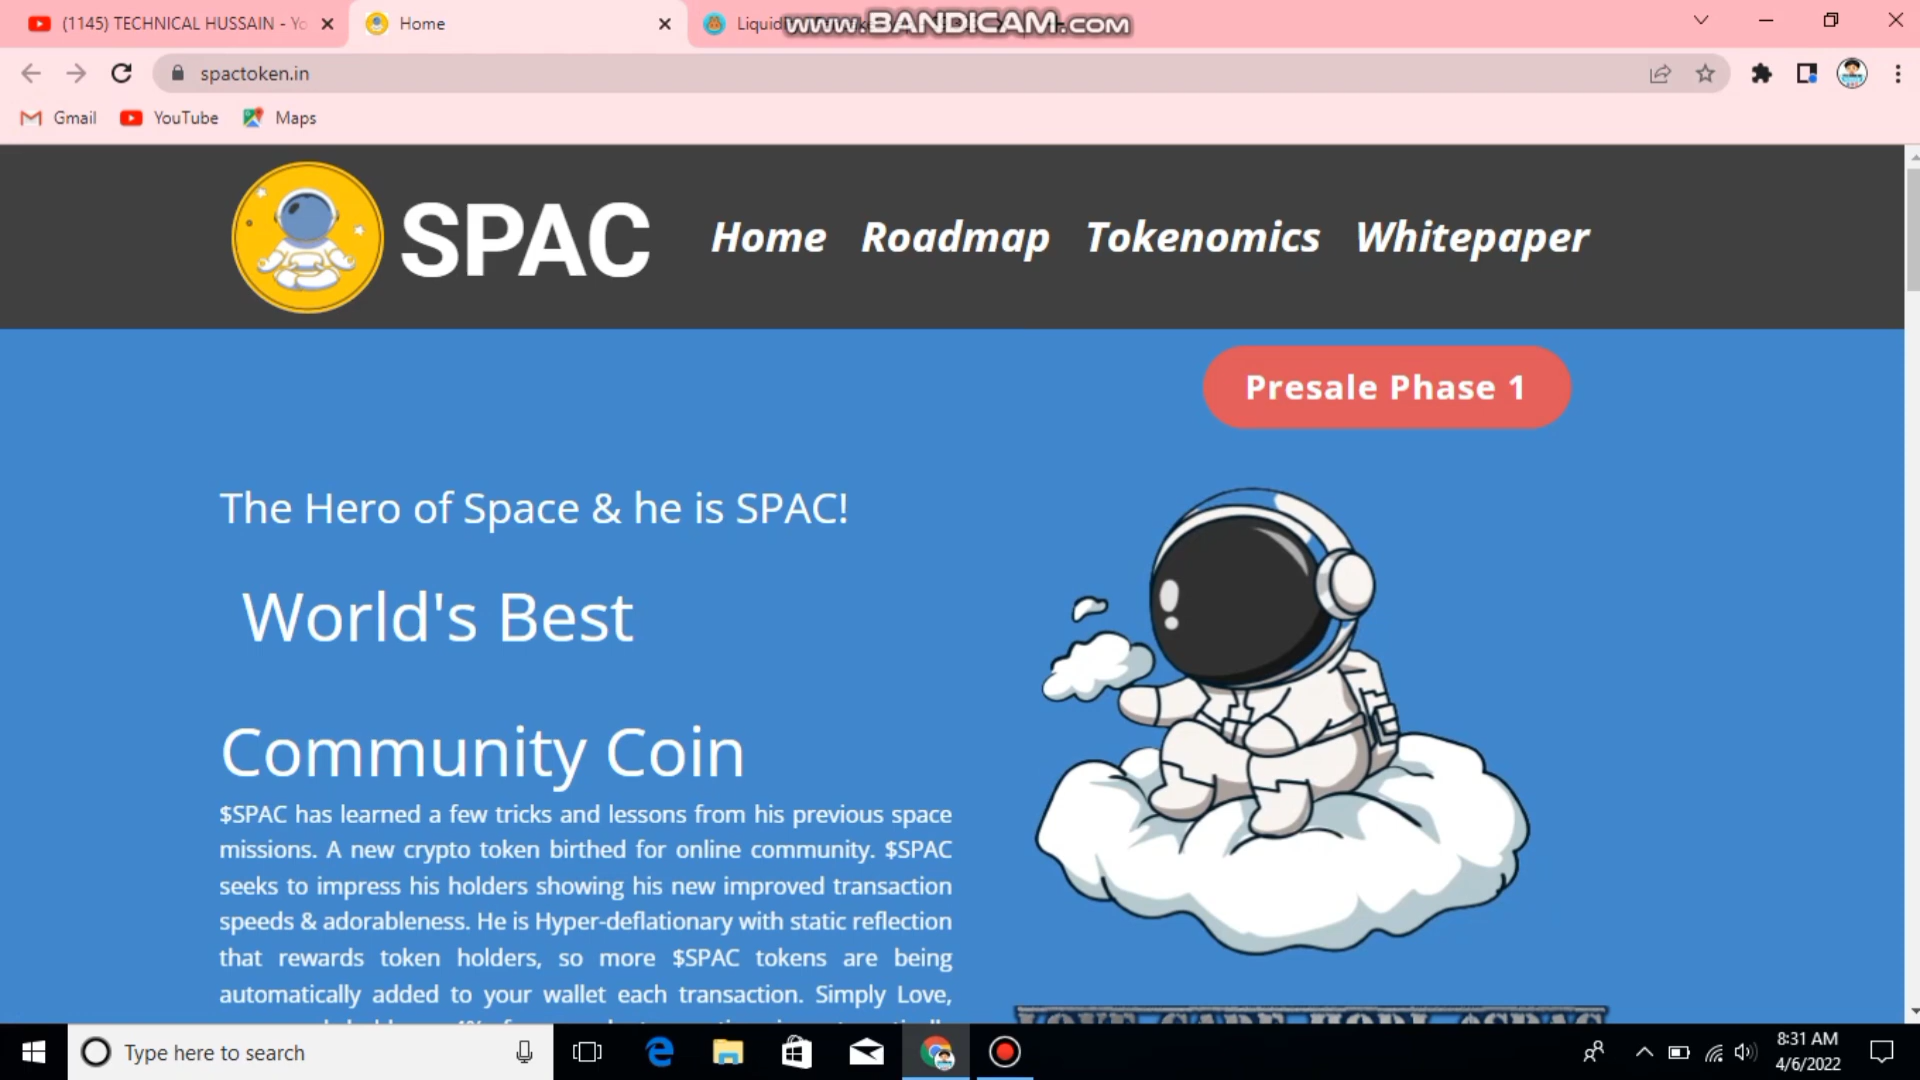 (1145) TECHNICAL HUSSAIN - Yo
Home
Liquid
www.BANDICAM.com
spactoken.in
Gmail
YouTube
Maps
SPAC
Home
Roadmap
Tokenomics
Whitepaper
Presale Phase 1
The Hero of Space & he is SPAC!
World's Best
Community Coin
$SPAC has learned a few tricks and lessons from his previous space
missions. A new crypto token birthed for online community. $SPAC
seeks to impress his holders showing his new improved transaction
speeds & adorableness. He is Hyper-deflationary with static reflection
that rewards token holders, so more $SPAC tokens are being
automatically added to your wallet each transaction. Simply Love,
Type here to search
8:31 AM
4/6/2022